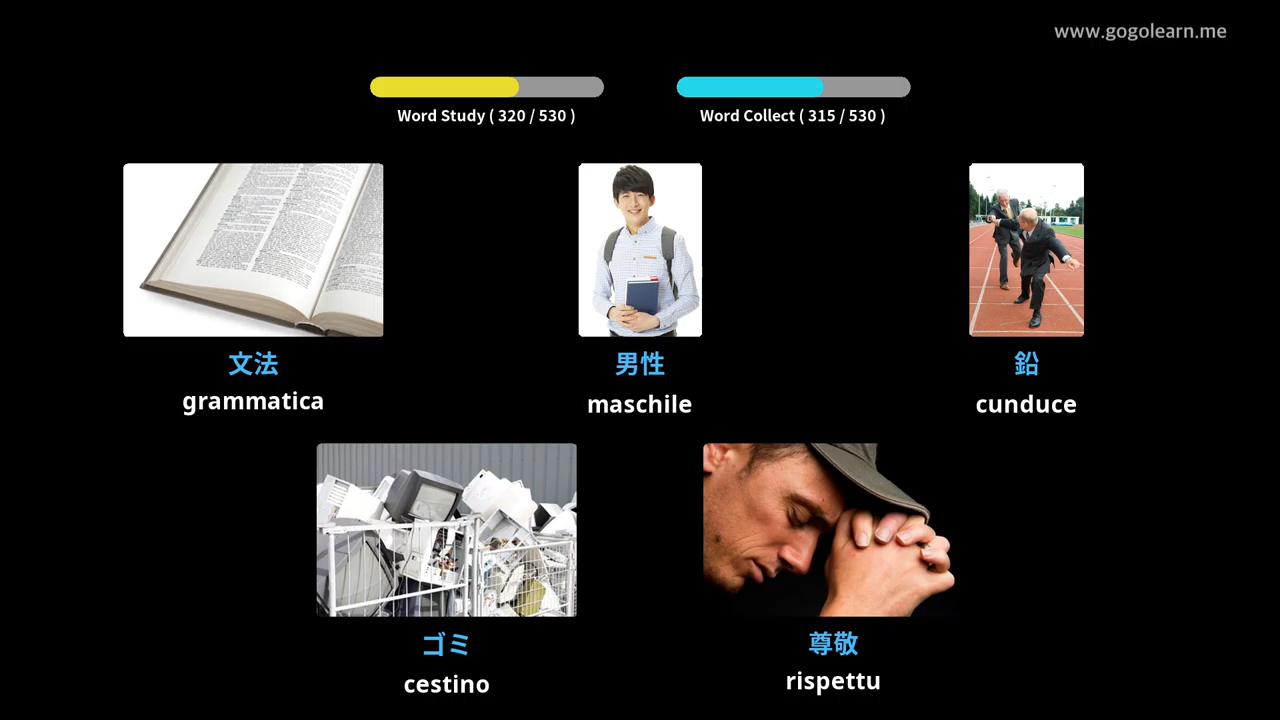 www.gogolearn.me
Word Study ( 320 / 530 )
Word Collect ( 315 / 530 )
文法
grammatica
男性
maschile
鉛
cunduce
ゴミ
cestino
尊敬
rispettu